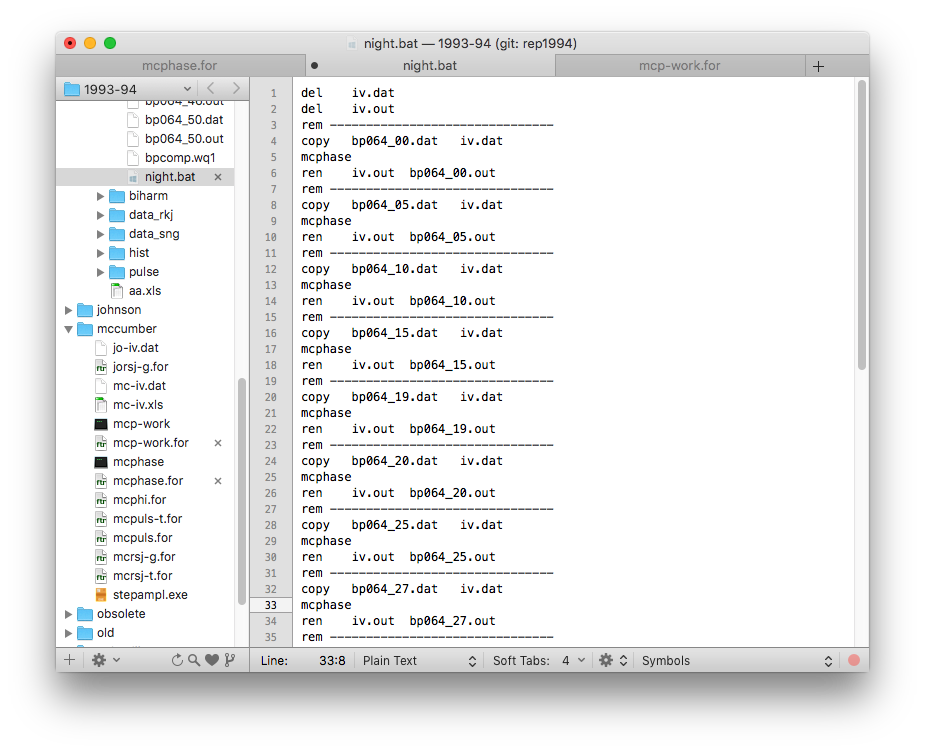 night.bat — 1993-94 (git: rep1994)
mcphase.for
night.bat
mcp-work.for
1993-94
bp064_46.out
bp064_50.dat
bp064_50.out
bpcomp.wq1
night.bat
biharm
data_rkj
data_sng
hist
pulse
aa.xls
johnson
mccumber
jo-iv.dat
jorsj-g.for
mc-iv.dat
mc-iv.xls
mcp-work
mcp-work.for
mcphase
mcphase.for
mcphi.for
mcpuls-t.for
mcpuls.for
mcrsj-g.for
mcrsj-t.for
stepampl.exe
obsolete
old
1 del iv.dat
2 del iv.out
3 rem -------------------------------
4 copy bp064_00.dat iv.dat
5 mcphase
6 ren iv.out bp064_00.out
7 rem -------------------------------
8 copy bp064_05.dat iv.dat
9 mcphase
10 ren iv.out bp064_05.out
11 rem -------------------------------
12 copy bp064_10.dat iv.dat
13 mcphase
14 ren iv.out bp064_10.out
15 rem -------------------------------
16 copy bp064_15.dat iv.dat
17 mcphase
18 ren iv.out bp064_15.out
19 rem -------------------------------
20 copy bp064_19.dat iv.dat
21 mcphase
22 ren iv.out bp064_19.out
23 rem -------------------------------
24 copy bp064_20.dat iv.dat
25 mcphase
26 ren iv.out bp064_20.out
27 rem -------------------------------
28 copy bp064_25.dat iv.dat
29 mcphase
30 ren iv.out bp064_25.out
31 rem -------------------------------
32 copy bp064_27.dat iv.dat
33 mcphase
34 ren iv.out bp064_27.out
35 rem -------------------------------
Line: 33:8 Plain Text Soft Tabs: 4 Symbols